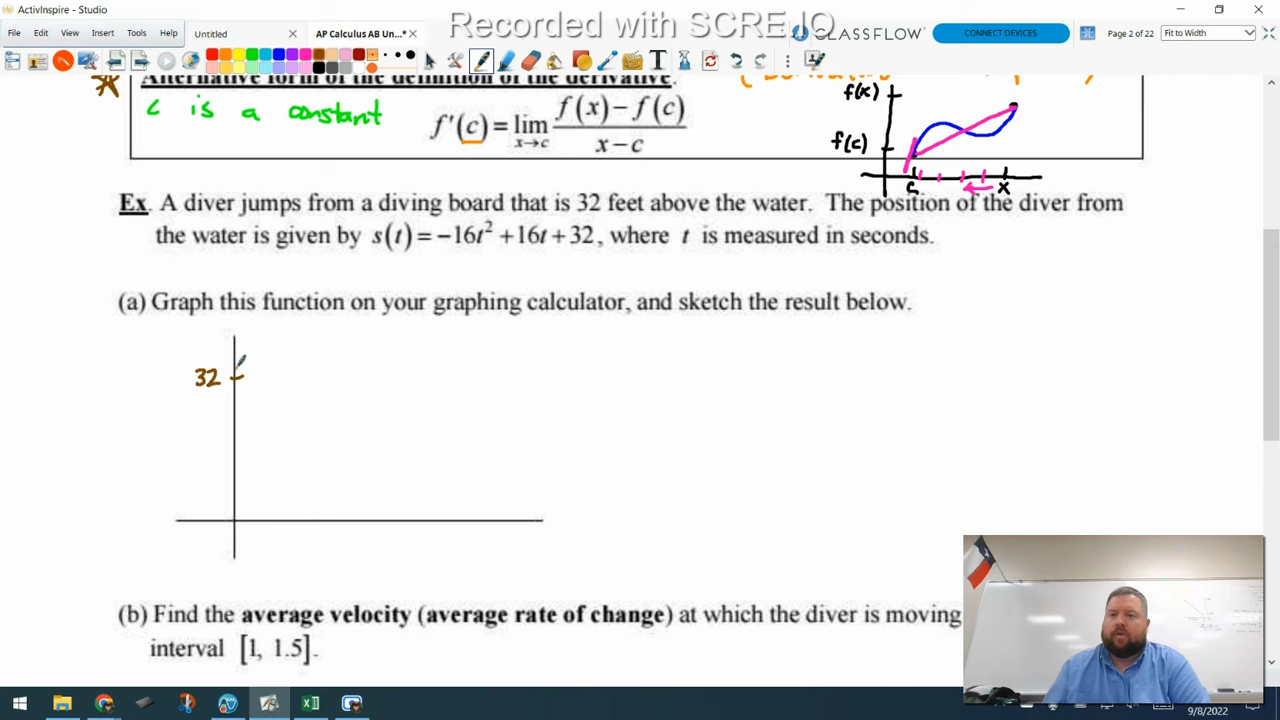 ActivInspire - Studio
Recorded with SCRE
File Edit View Insert Tools Help
Untitled
AP Calculus AB Un...*
CLASSFLOW
CONNECT DEVICES
Page 2 of 22
Fit to Width
Alternative form of the definition of the derivative.
c is a constant
f'(c) = lim x→c f(x) − f(c) / x − c
f(x)
f(c)
c x
Ex. A diver jumps from a diving board that is 32 feet above the water. The position of the diver from
the water is given by s(t) = −16t² + 16t + 32, where t is measured in seconds.
(a) Graph this function on your graphing calculator, and sketch the result below.
32
(b) Find the average velocity (average rate of change) at which the diver is moving
interval [1, 1.5].
9/8/2022